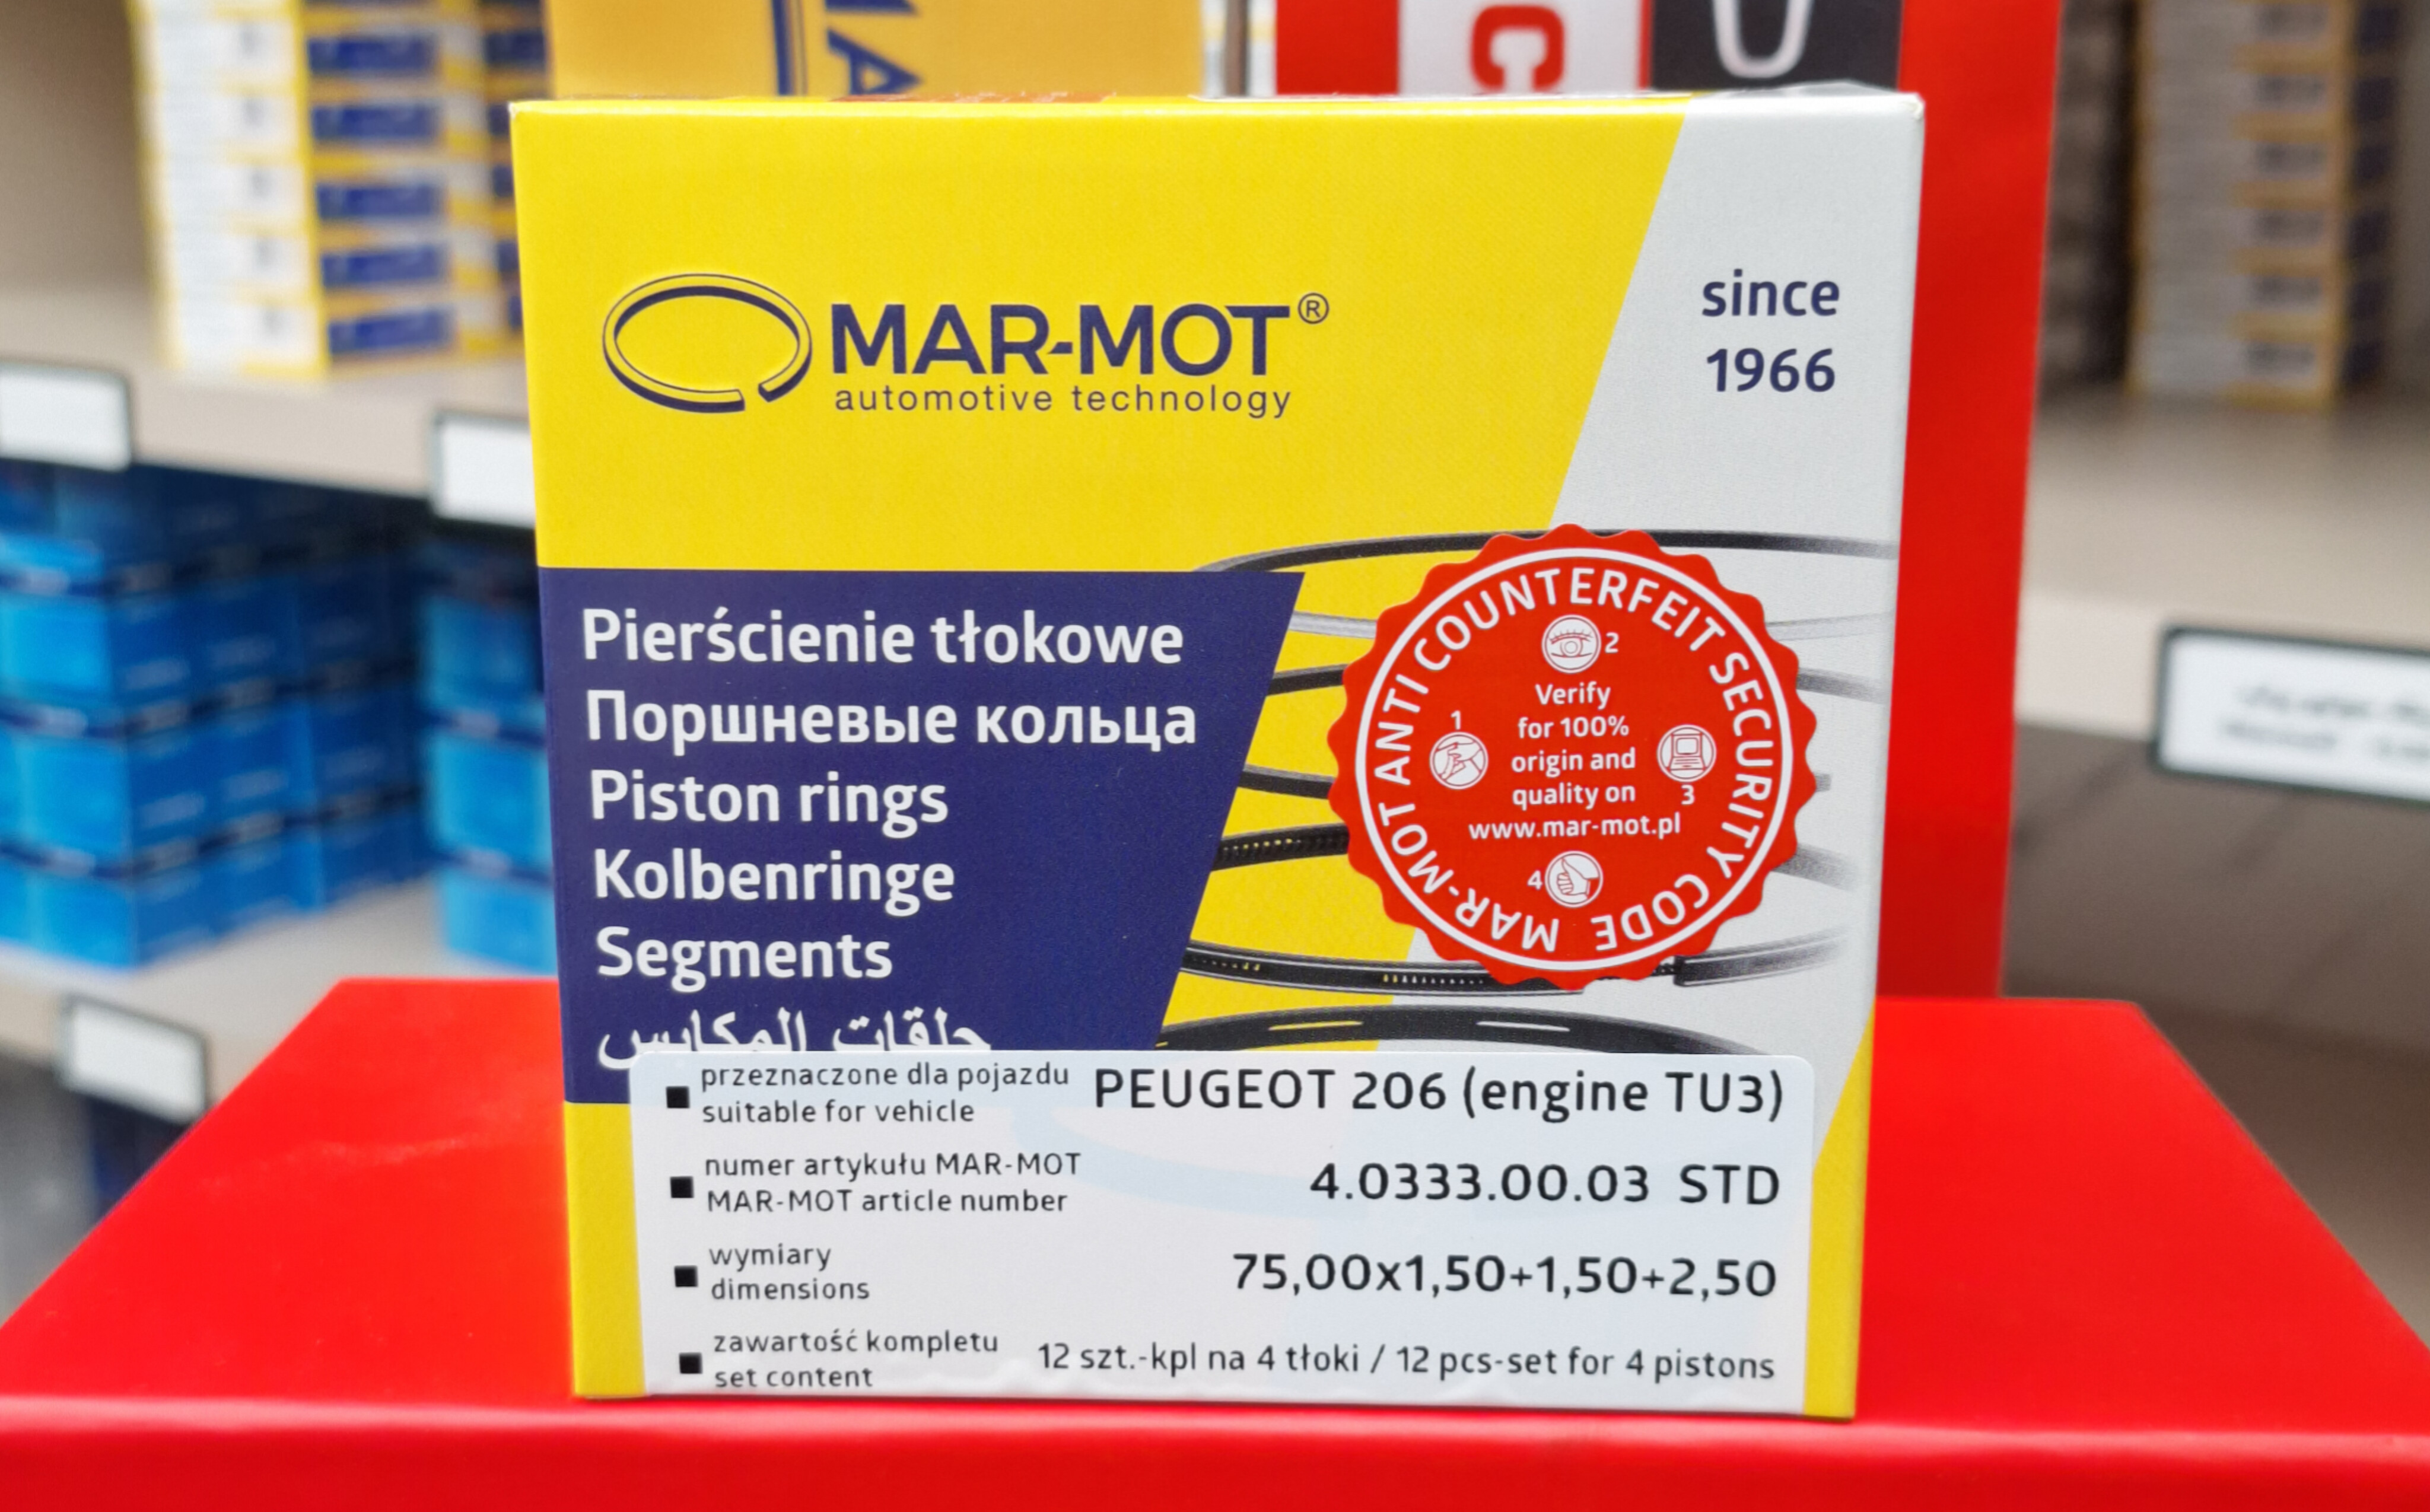 MAR-MOT®
automotive technology
since
1966
Pierścienie tłokowe
Поршневые кольца
Piston rings
Kolbenringe
Segments
حلقات المكابس
MAR-MOT ANTI COUNTERFEIT SECURITY CODE
2
Verify
for 100%
origin and
quality on
www.mar-mot.pl
1
3
4
przeznaczone dla pojazdu
suitable for vehicle
PEUGEOT 206 (engine TU3)
numer artykułu MAR-MOT
MAR-MOT article number
4.0333.00.03 STD
wymiary
dimensions
75,00x1,50+1,50+2,50
zawartość kompletu
set content
12 szt.-kpl na 4 tłoki / 12 pcs-set for 4 pistons